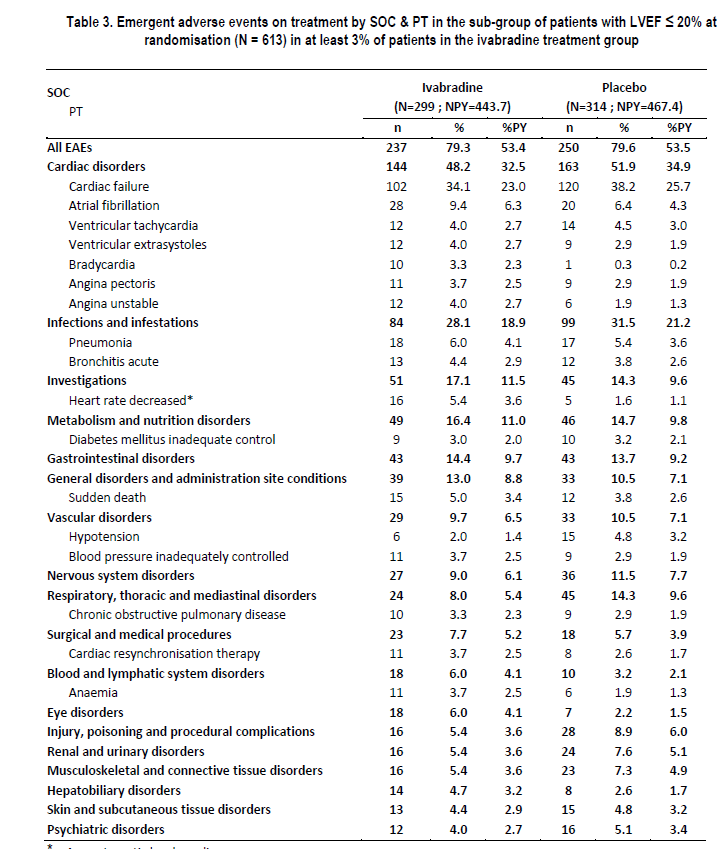 Table 3. Emergent adverse events on treatment by SOC & PT in the sub-group of patients with LVEF ≤ 20% at
randomisation (N = 613) in at least 3% of patients in the ivabradine treatment group
SOC Ivabradine Placebo
PT (N=299 ; NPY=443.7) (N=314 ; NPY=467.4)
n % %PY n % %PY
All EAEs 237 79.3 53.4 250 79.6 53.5
Cardiac disorders 144 48.2 32.5 163 51.9 34.9
Cardiac failure 102 34.1 23.0 120 38.2 25.7
Atrial fibrillation 28 9.4 6.3 20 6.4 4.3
Ventricular tachycardia 12 4.0 2.7 14 4.5 3.0
Ventricular extrasystoles 12 4.0 2.7 9 2.9 1.9
Bradycardia 10 3.3 2.3 1 0.3 0.2
Angina pectoris 11 3.7 2.5 9 2.9 1.9
Angina unstable 12 4.0 2.7 6 1.9 1.3
Infections and infestations 84 28.1 18.9 99 31.5 21.2
Pneumonia 18 6.0 4.1 17 5.4 3.6
Bronchitis acute 13 4.4 2.9 12 3.8 2.6
Investigations 51 17.1 11.5 45 14.3 9.6
Heart rate decreased* 16 5.4 3.6 5 1.6 1.1
Metabolism and nutrition disorders 49 16.4 11.0 46 14.7 9.8
Diabetes mellitus inadequate control 9 3.0 2.0 10 3.2 2.1
Gastrointestinal disorders 43 14.4 9.7 43 13.7 9.2
General disorders and administration site conditions 39 13.0 8.8 33 10.5 7.1
Sudden death 15 5.0 3.4 12 3.8 2.6
Vascular disorders 29 9.7 6.5 33 10.5 7.1
Hypotension 6 2.0 1.4 15 4.8 3.2
Blood pressure inadequately controlled 11 3.7 2.5 9 2.9 1.9
Nervous system disorders 27 9.0 6.1 36 11.5 7.7
Respiratory, thoracic and mediastinal disorders 24 8.0 5.4 45 14.3 9.6
Chronic obstructive pulmonary disease 10 3.3 2.3 9 2.9 1.9
Surgical and medical procedures 23 7.7 5.2 18 5.7 3.9
Cardiac resynchronisation therapy 11 3.7 2.5 8 2.6 1.7
Blood and lymphatic system disorders 18 6.0 4.1 10 3.2 2.1
Anaemia 11 3.7 2.5 6 1.9 1.3
Eye disorders 18 6.0 4.1 7 2.2 1.5
Injury, poisoning and procedural complications 16 5.4 3.6 28 8.9 6.0
Renal and urinary disorders 16 5.4 3.6 24 7.6 5.1
Musculoskeletal and connective tissue disorders 16 5.4 3.6 23 7.3 4.9
Hepatobiliary disorders 14 4.7 3.2 8 2.6 1.7
Skin and subcutaneous tissue disorders 13 4.4 2.9 15 4.8 3.2
Psychiatric disorders 12 4.0 2.7 16 5.1 3.4
*